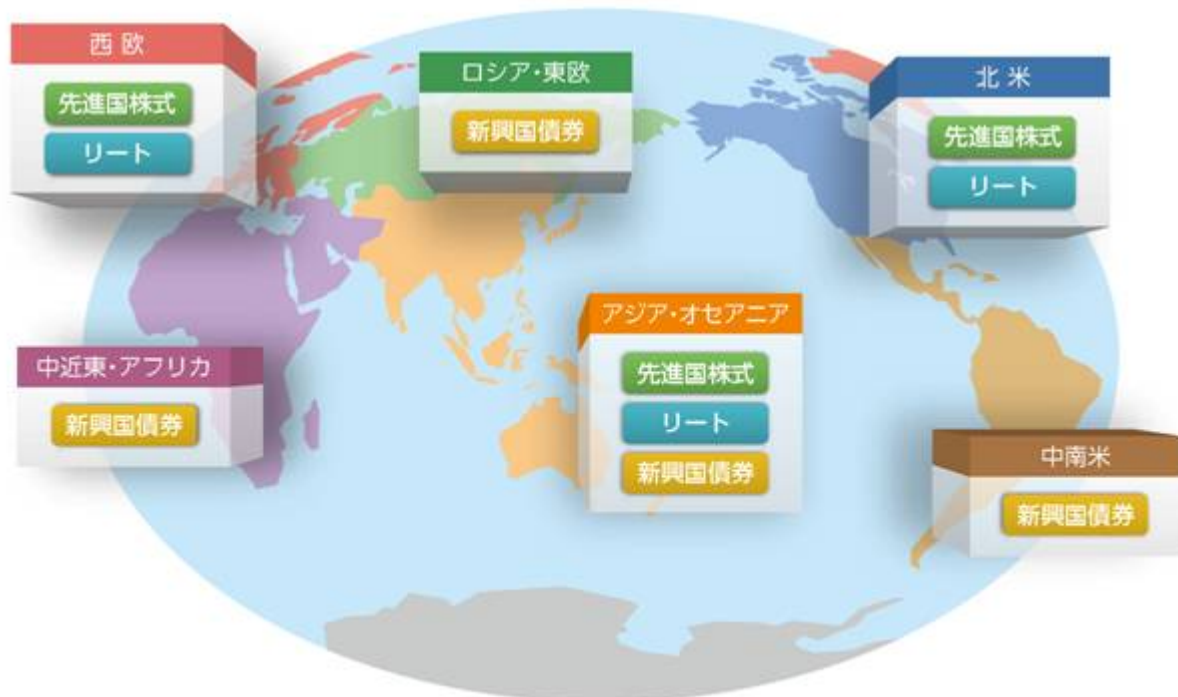 西欧
先進国株式
リート
ロシア・東欧
新興国債券
北米
先進国株式
リート
中近東・アフリカ
新興国債券
アジア・オセアニア
先進国株式
リート
新興国債券
中南米
新興国債券